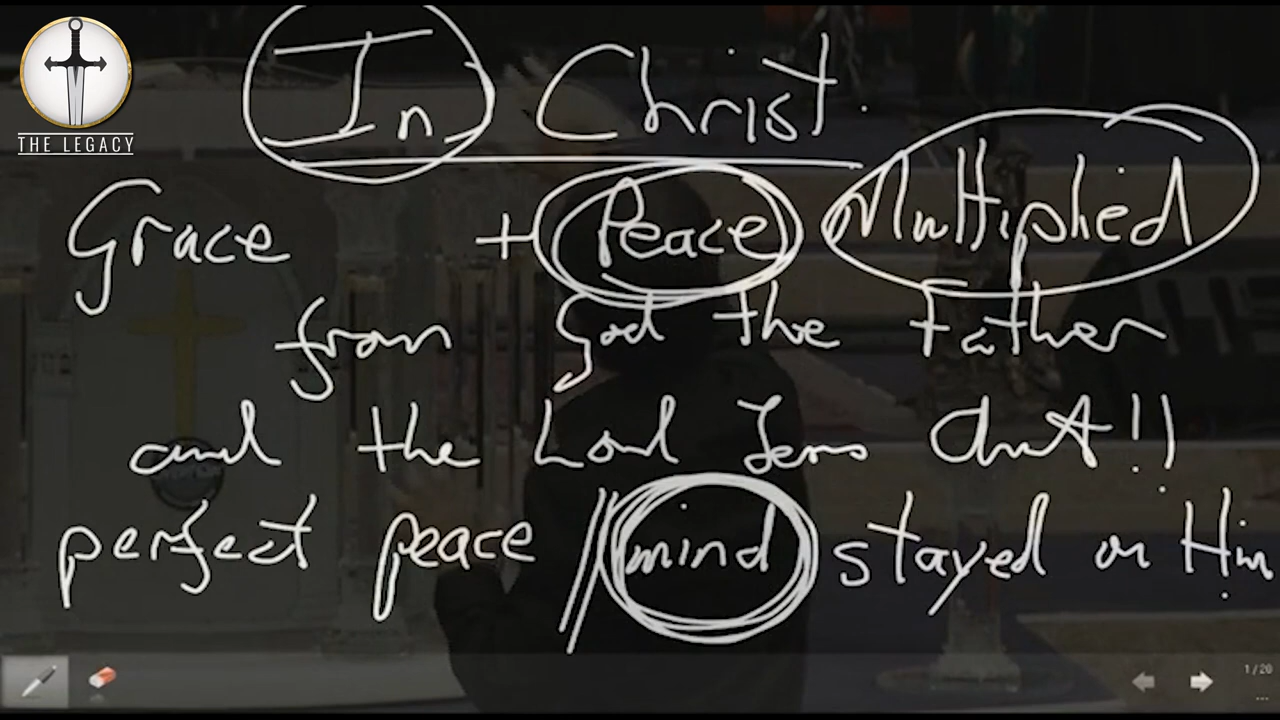 THE LEGACY
In Christ.
Grace + Peace Multiplied
from God the Father
and the Lord Jesus Christ!!
perfect peace // mind stayed on Him
1/20